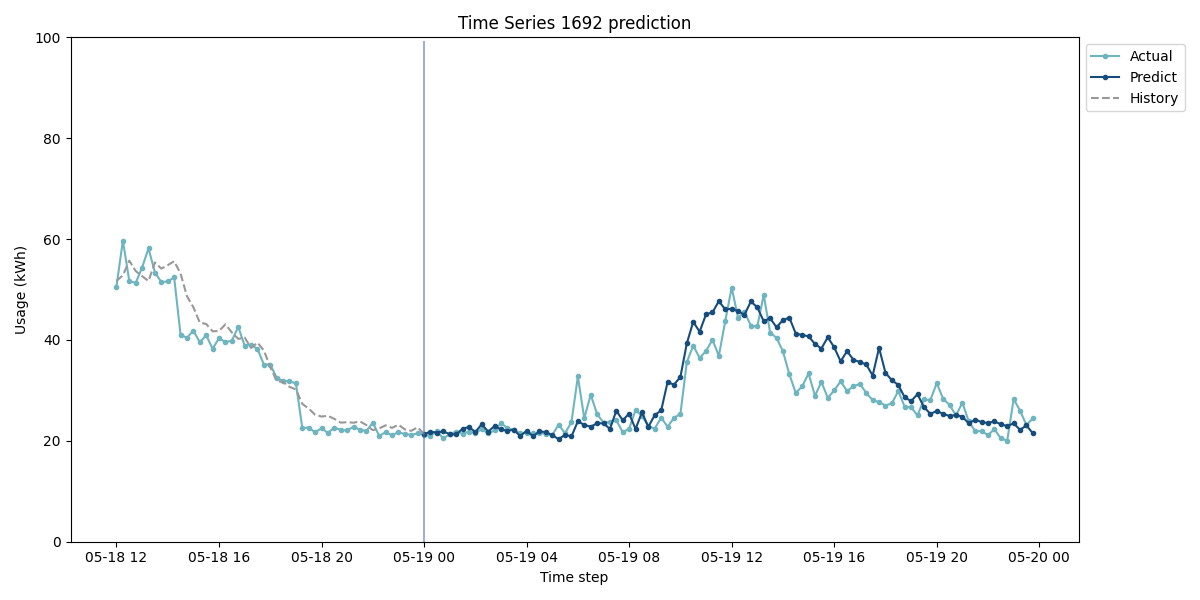 Time Series 1692 prediction
Usage (kWh)
100
80
60
40
20
0
05-18 12
05-18 16
05-18 20
05-19 00
05-19 04
05-19 08
05-19 12
05-19 16
05-19 20
05-20 00
Time step
Actual
Predict
History